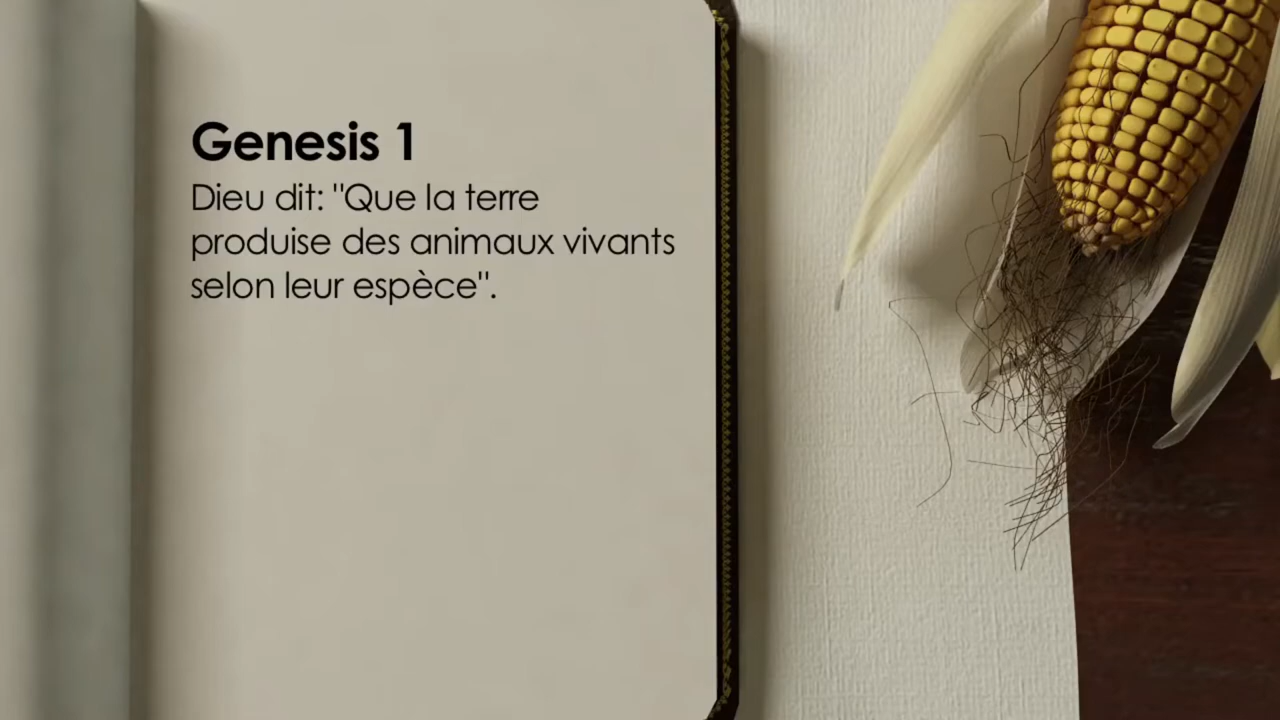 Genesis 1
Dieu dit: "Que la terre
produise des animaux vivants
selon leur espèce".